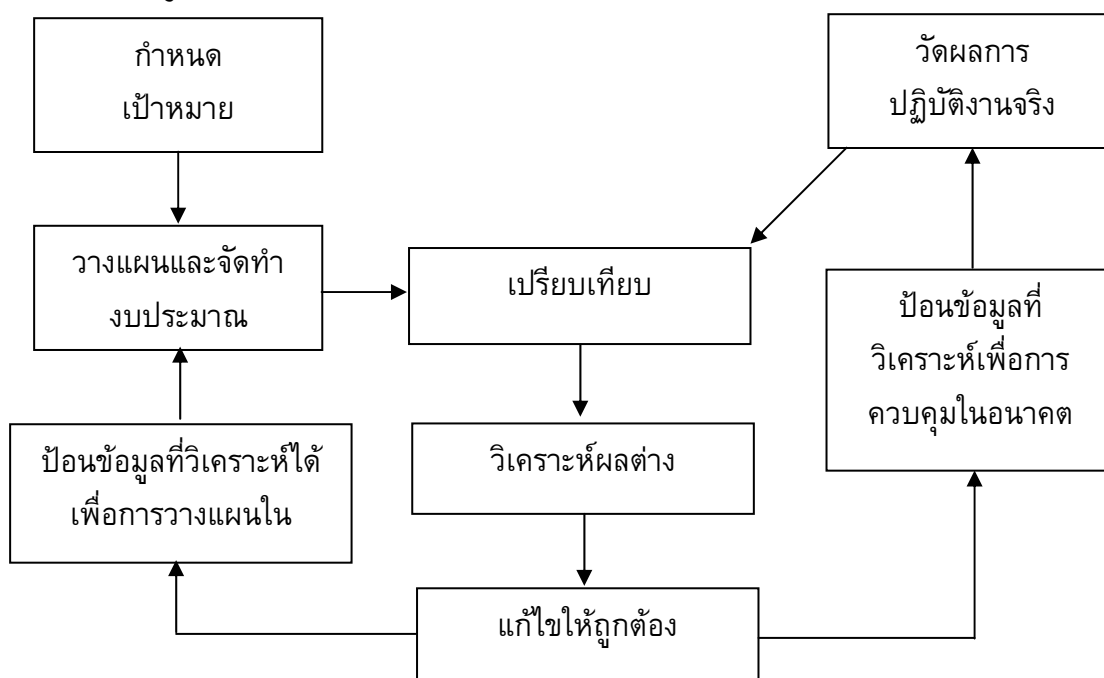 กำหนด
เป้าหมาย
วัดผลการ
ปฏิบัติงานจริง
วางแผนและจัดทำ
งบประมาณ
เปรียบเทียบ
ป้อนข้อมูลที่
วิเคราะห์เพื่อการ
ควบคุมในอนาคต
ป้อนข้อมูลที่วิเคราะห์ได้
เพื่อการวางแผนใน
วิเคราะห์ผลต่าง
แก้ไขให้ถูกต้อง